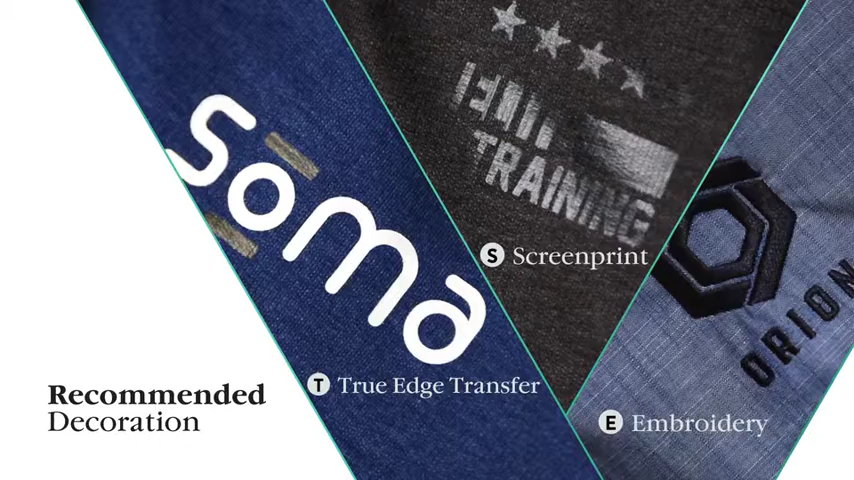 sōma
TRAINING
S Screenprint
ORION
T True Edge Transfer
Recommended
Decoration
E Embroidery